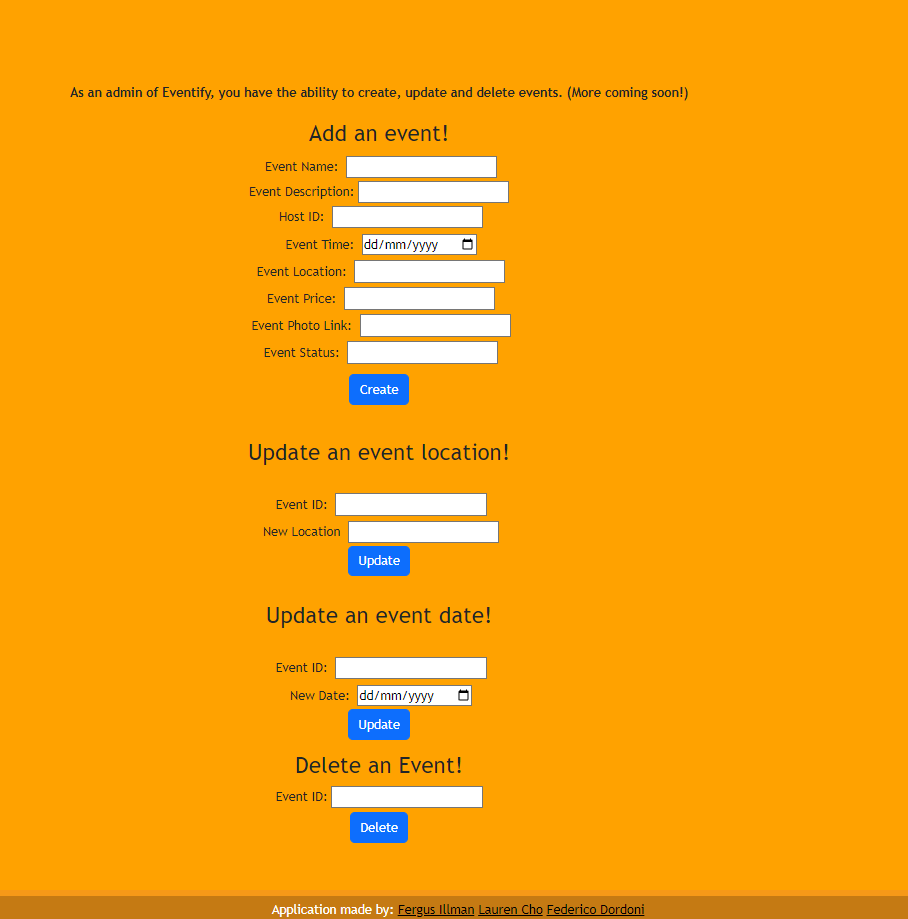 As an admin of Eventify, you have the ability to create, update and delete events. (More coming soon!)
Add an event!
Event Name:
Event Description:
Host ID:
Event Time: dd/mm/yyyy
Event Location:
Event Price:
Event Photo Link:
Event Status:
Create
Update an event location!
Event ID:
New Location
Update
Update an event date!
Event ID:
New Date: dd/mm/yyyy
Update
Delete an Event!
Event ID:
Delete
Application made by: Fergus Illman Lauren Cho Federico Dordoni